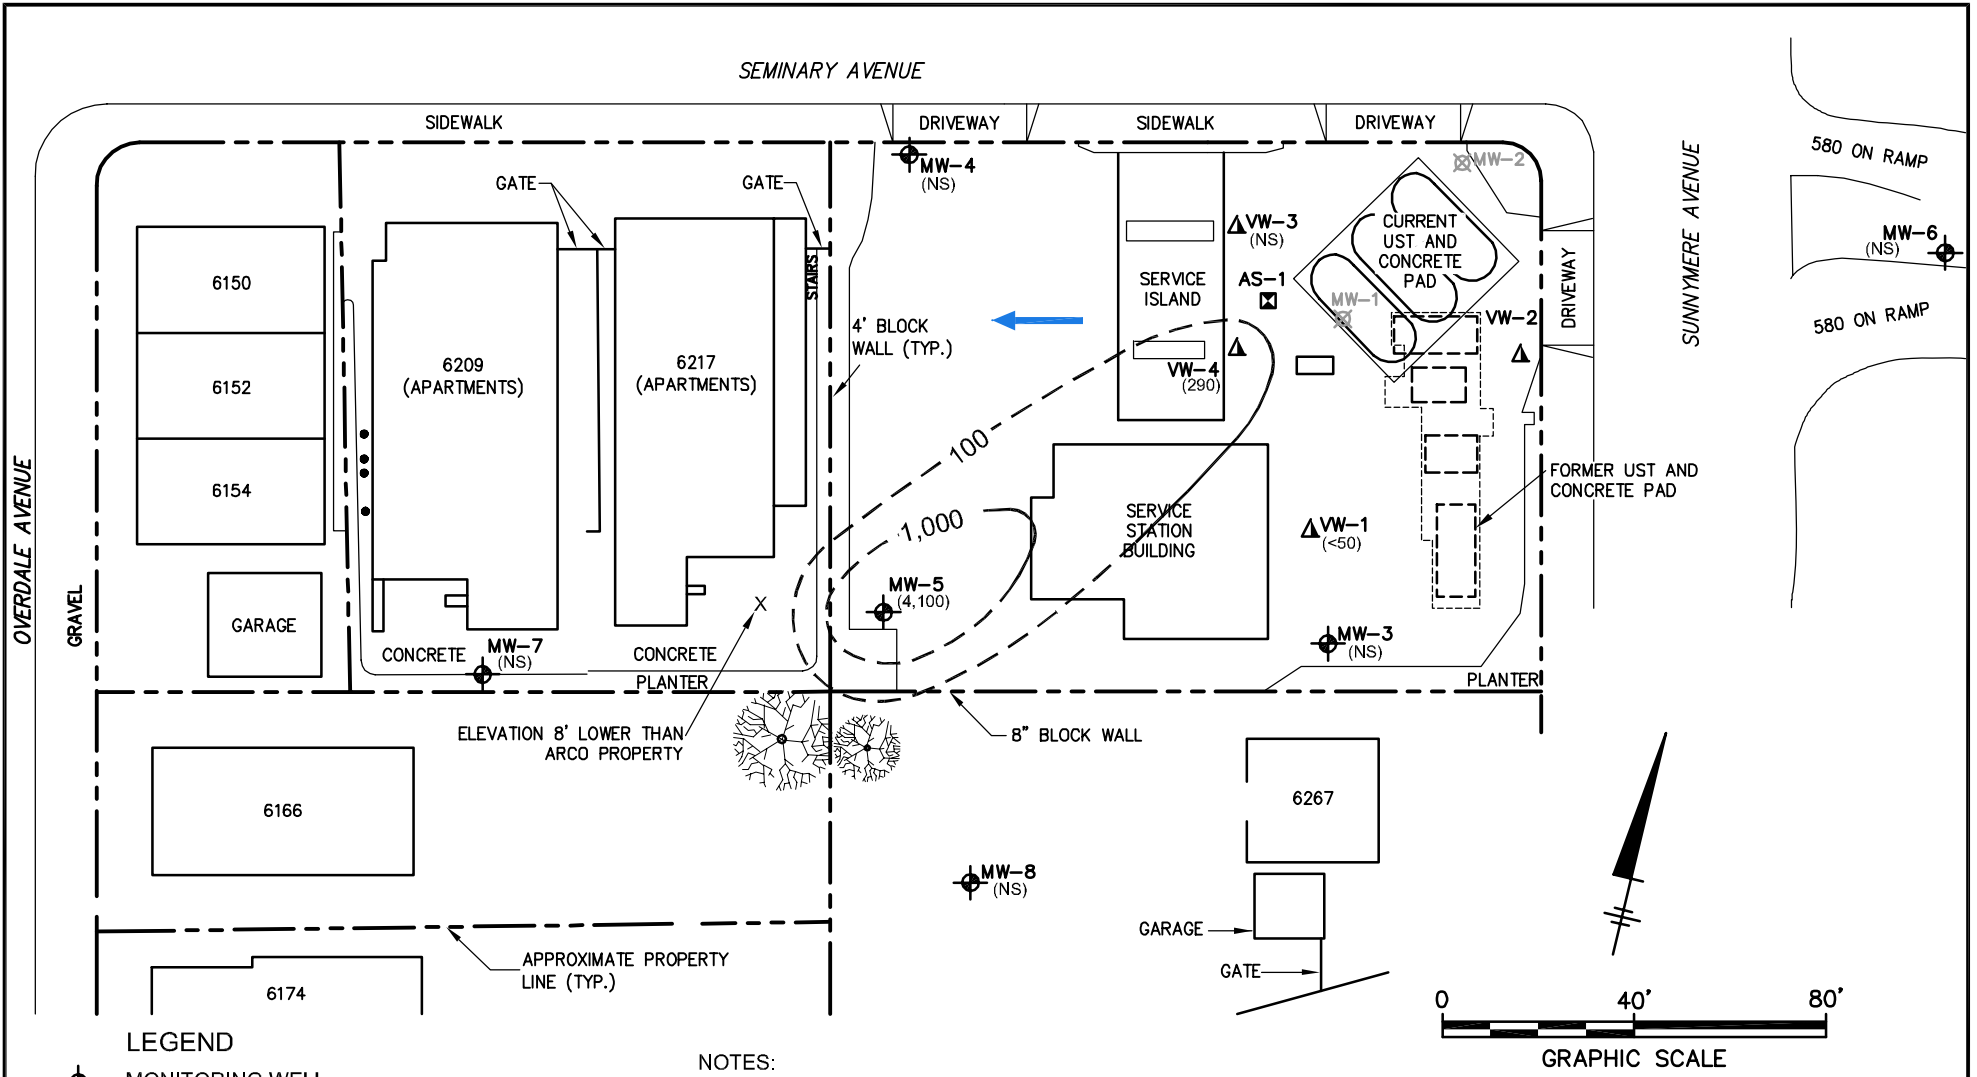 SEMINARY AVENUE
SIDEWALK
DRIVEWAY
SIDEWALK
DRIVEWAY
580 ON RAMP
MW-2
MW-4
(NS)
GATE
GATE
SUNNYMERE AVENUE
VW-3
(NS)
CURRENT
UST AND
CONCRETE
PAD
MW-6
(NS)
6150
STAIRS
SERVICE
ISLAND
AS-1
MW-1
DRIVEWAY
VW-2
580 ON RAMP
4' BLOCK
WALL (TYP.)
6209
(APARTMENTS)
6217
(APARTMENTS)
VW-4
(290)
6152
100
6154
1,000
SERVICE
STATION
BUILDING
VW-1
(<50)
FORMER UST AND
CONCRETE PAD
OVERDALE AVENUE
GRAVEL
MW-5
(4,100)
X
GARAGE
CONCRETE
MW-7
(NS)
CONCRETE
PLANTER
MW-3
(NS)
PLANTER
ELEVATION 8' LOWER THAN
ARCO PROPERTY
8" BLOCK WALL
6166
6267
MW-8
(NS)
GARAGE
GATE
APPROXIMATE PROPERTY
LINE (TYP.)
6174
0 40' 80'
GRAPHIC SCALE
LEGEND
MONITORING WELL
NOTES: